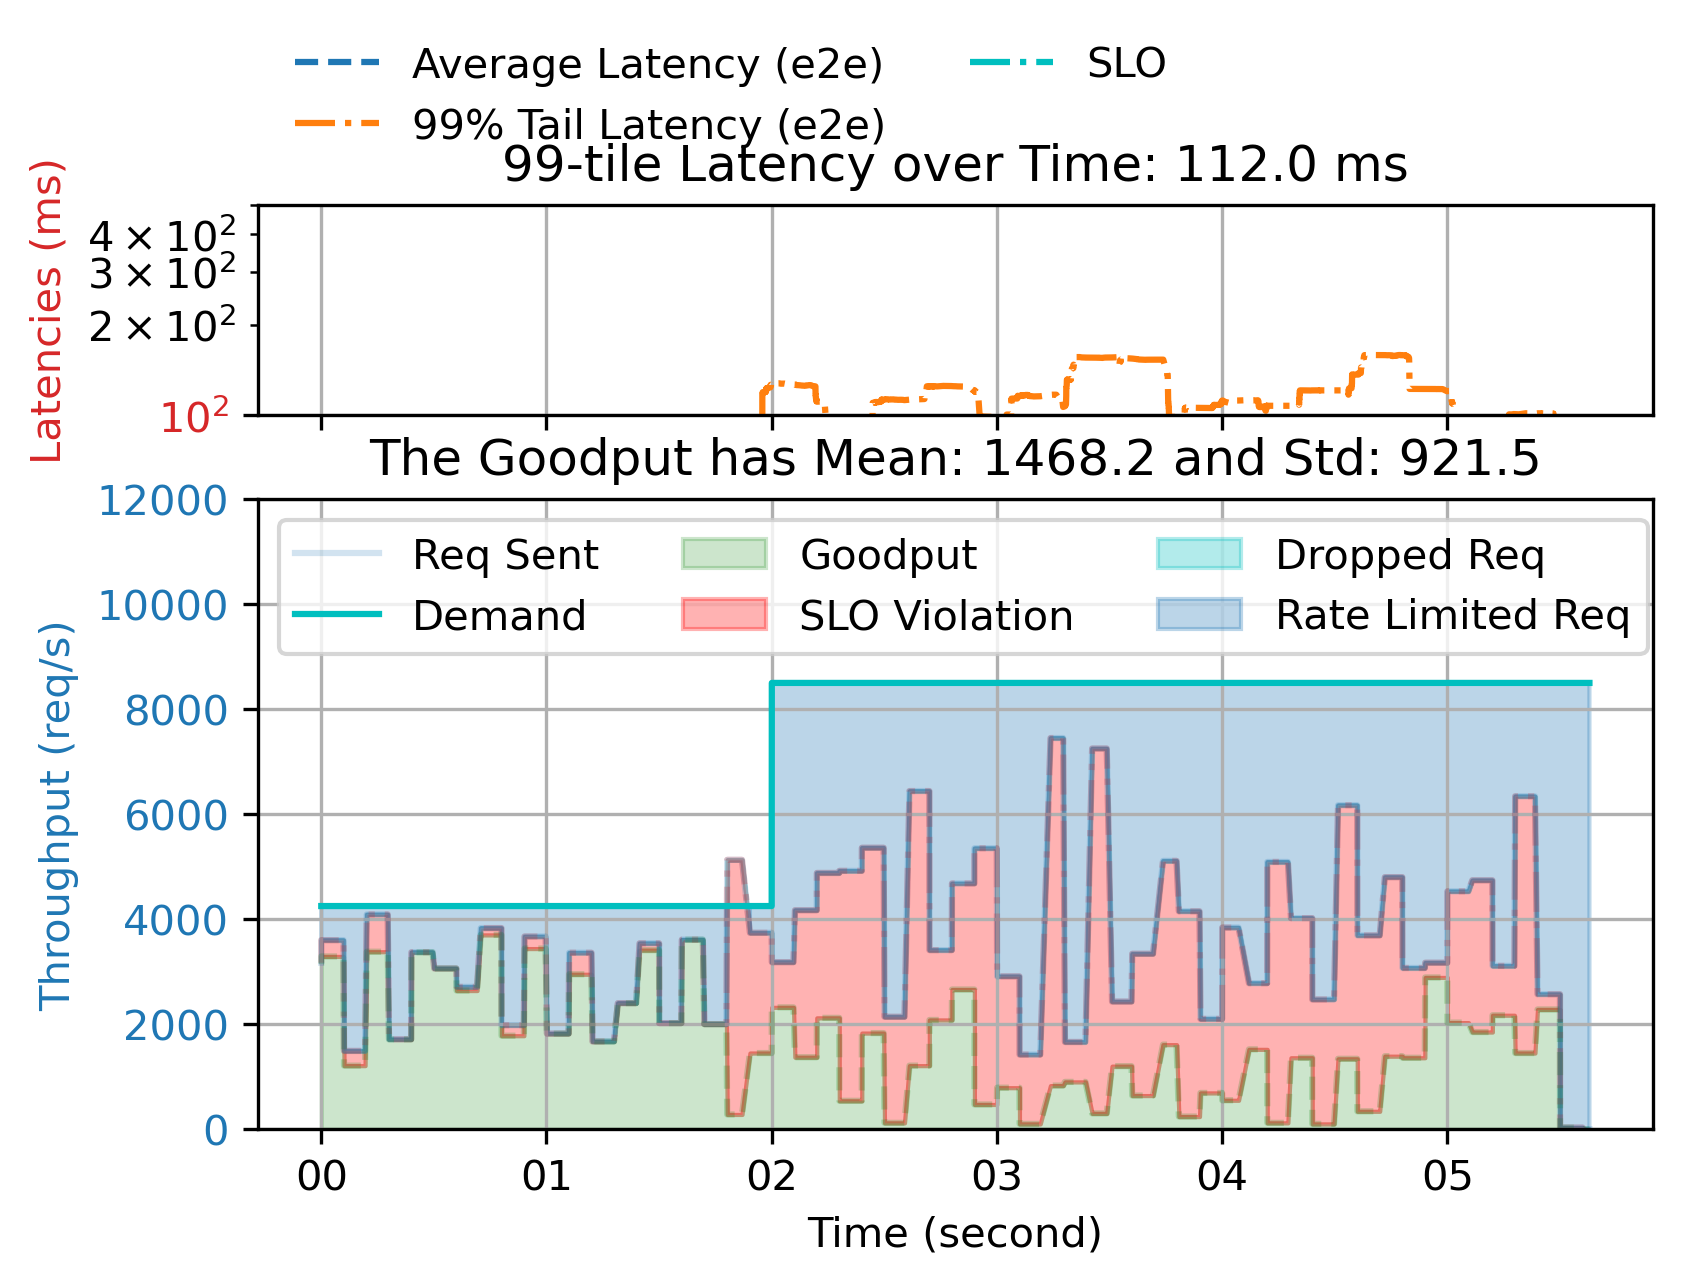 Average Latency (e2e) SLO
99% Tail Latency (e2e)
99-tile Latency over Time: 112.0 ms
Latencies (ms)
4 × 10²
3 × 10²
2 × 10²
10²
The Goodput has Mean: 1468.2 and Std: 921.5
Throughput (req/s)
12000
10000
8000
6000
4000
2000
0
Req Sent Goodput Dropped Req
Demand SLO Violation Rate Limited Req
00 01 02 03 04 05
Time (second)